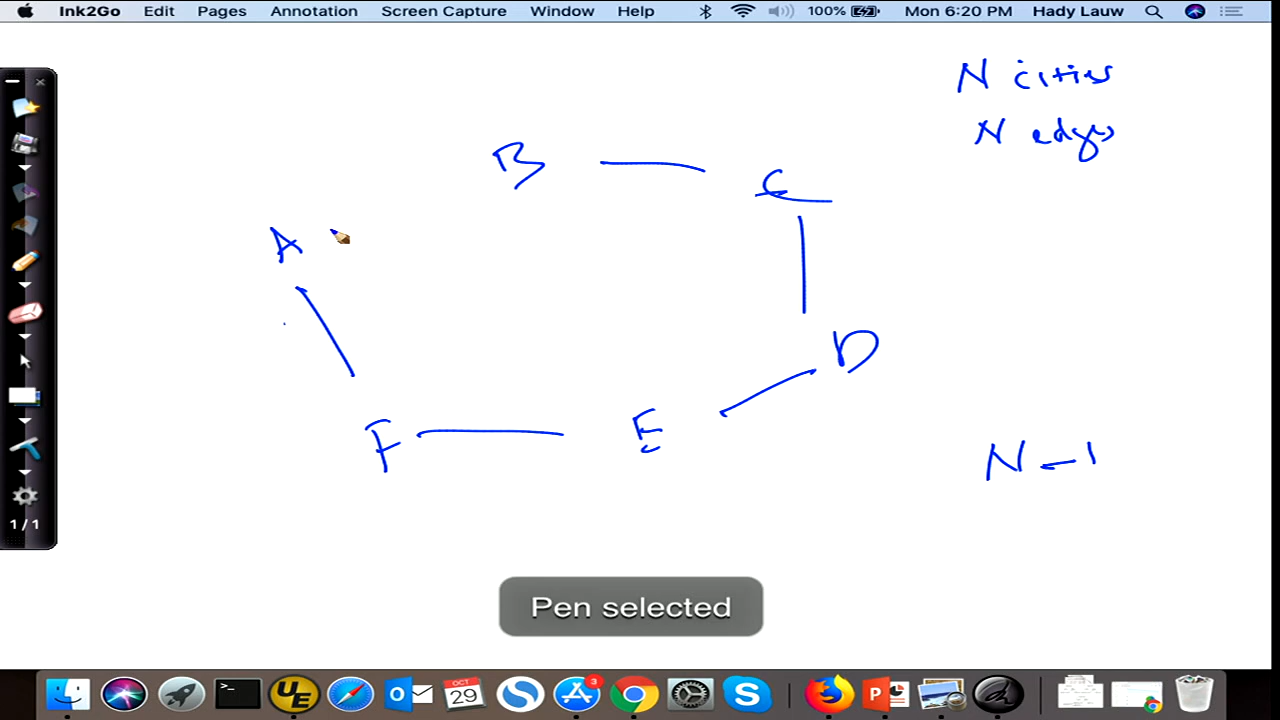 Ink2Go Edit Pages Annotation Screen Capture Window Help 100% Mon 6:20 PM Hady Lauw
N cities
N edges
B
C
A
D
F
E
N-1
1/1
Pen selected
OCT
29
3